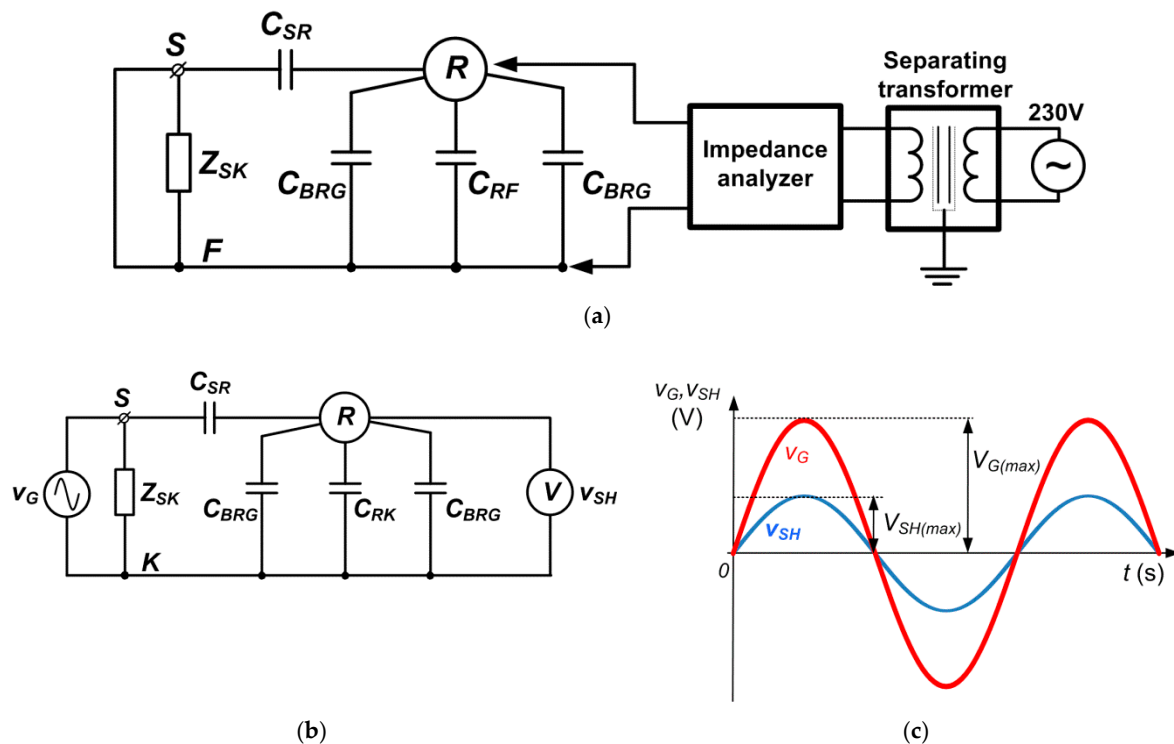 C_SR
S
R
Separating
transformer
230V
Z_SK
C_BRG
C_RF
C_BRG
Impedance
analyzer
~
F
(a)
C_SR
S
R
v_G
Z_SK
C_BRG
C_RK
C_BRG
V
v_SH
K
(b)
v_G,v_SH
(V)
v_G
V_G(max)
v_SH
V_SH(max)
0
t (s)
(c)